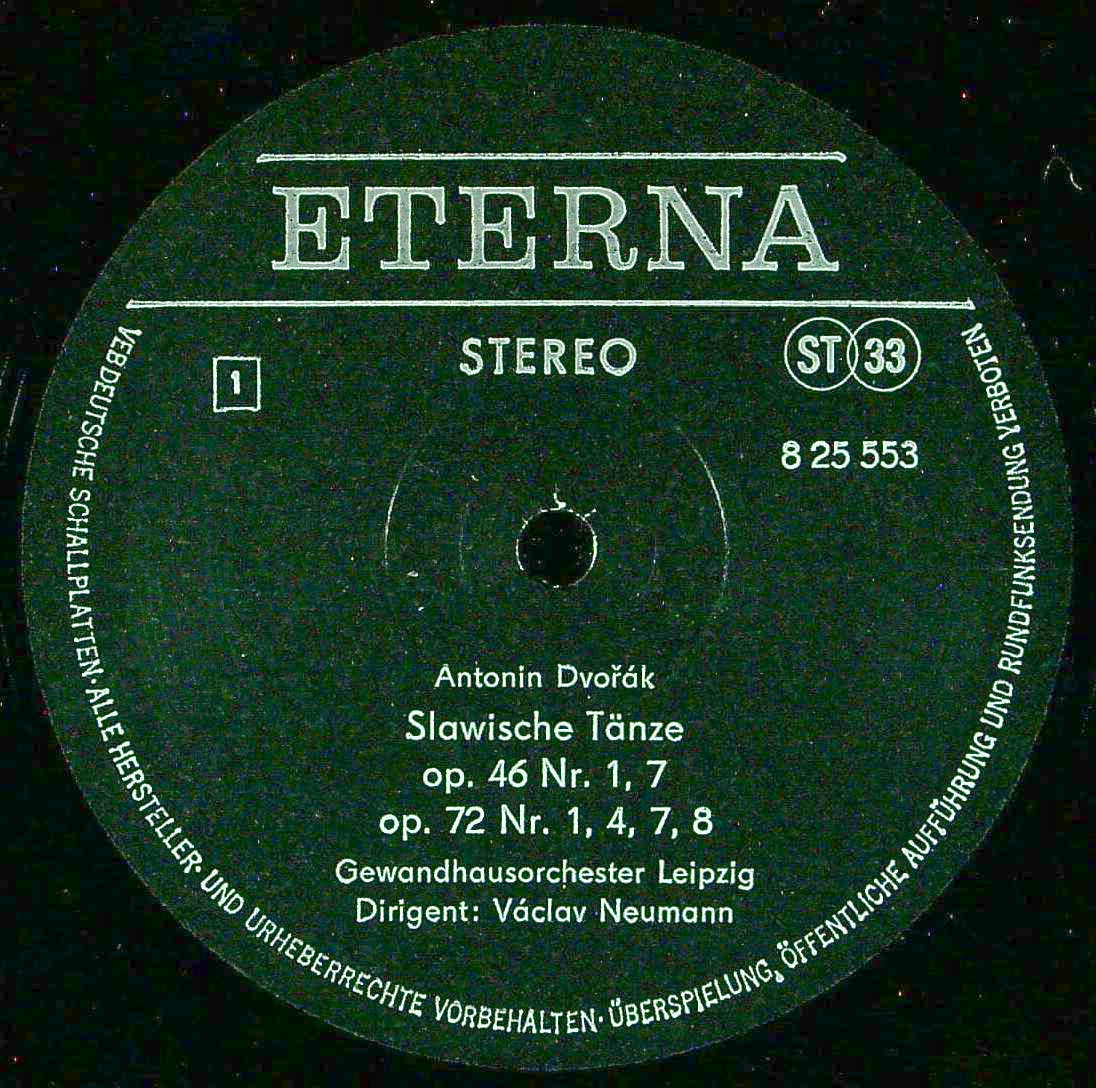 ETERNA
STEREO
1
ST 33
8 25 553
Antonin Dvořák
Slawische Tänze
op. 46 Nr. 1, 7
op. 72 Nr. 1, 4, 7, 8
Gewandhausorchester Leipzig
Dirigent: Václav Neumann
VEB DEUTSCHE SCHALLPLATTEN · ALLE HERSTELLER- UND URHEBERRECHTE VORBEHALTEN · ÜBERSPIELUNG, ÖFFENTLICHE AUFFÜHRUNG UND RUNDFUNKSENDUNG VERBOTEN